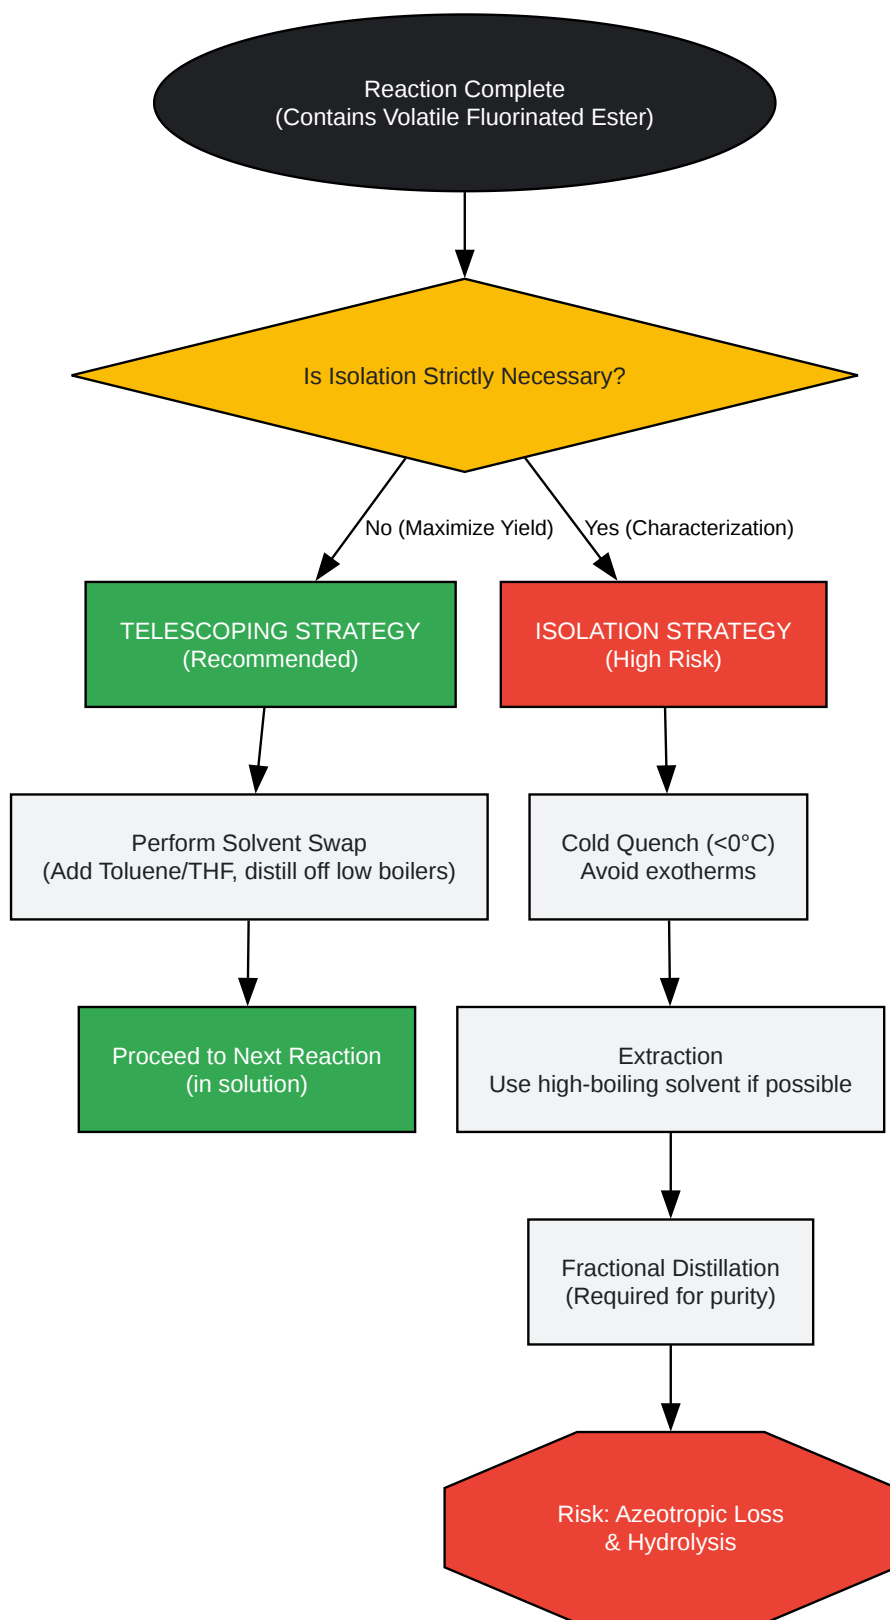 Reaction Complete
(Contains Volatile Fluorinated Ester)
Is Isolation Strictly Necessary?
No (Maximize Yield)
Yes (Characterization)
TELESCOPING STRATEGY
(Recommended)
ISOLATION STRATEGY
(High Risk)
Perform Solvent Swap
(Add Toluene/THF, distill off low boilers)
Cold Quench (<0°C)
Avoid exotherms
Proceed to Next Reaction
(in solution)
Extraction
Use high-boiling solvent if possible
Fractional Distillation
(Required for purity)
Risk: Azeotropic Loss
& Hydrolysis